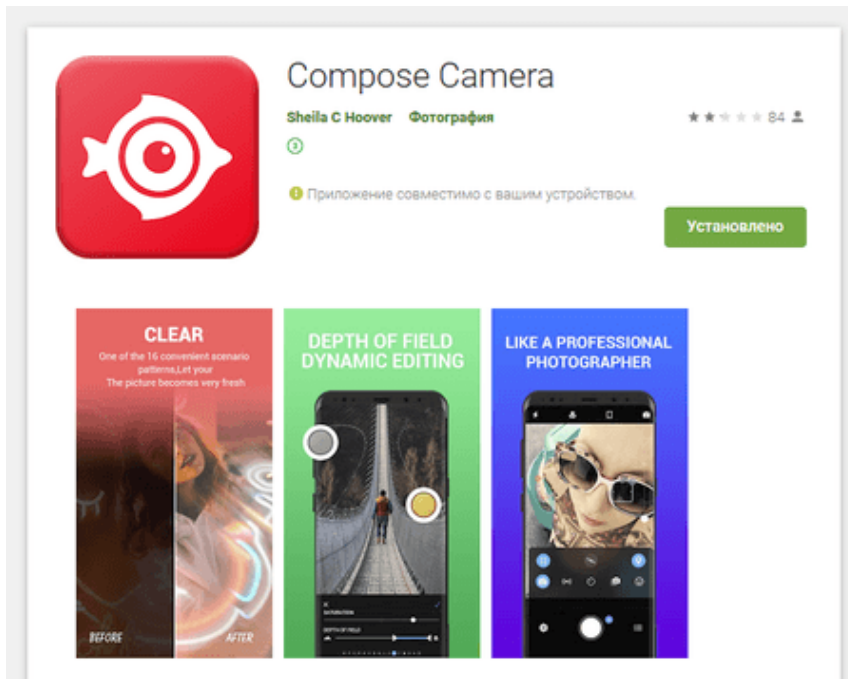 Compose Camera
Sheila C Hoover Фотография
84
3
Приложение совместимо с вашим устройством.
Установлено
CLEAR
One of the 16 convenient scenario
patterns,Let your
The picture becomes very fresh
BEFORE
AFTER
DEPTH OF FIELD
DYNAMIC EDITING
SATURATION
DEPTH OF FIELD
LIKE A PROFESSIONAL
PHOTOGRAPHER